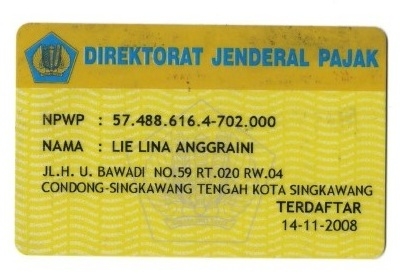 DIREKTORAT JENDERAL PAJAK
NPWP : 57.488.616.4-702.000
NAMA : LIE LINA ANGGRAINI
JL.H. U. BAWADI NO.59 RT.020 RW.04
CONDONG-SINGKAWANG TENGAH KOTA SINGKAWANG
TERDAFTAR
14-11-2008